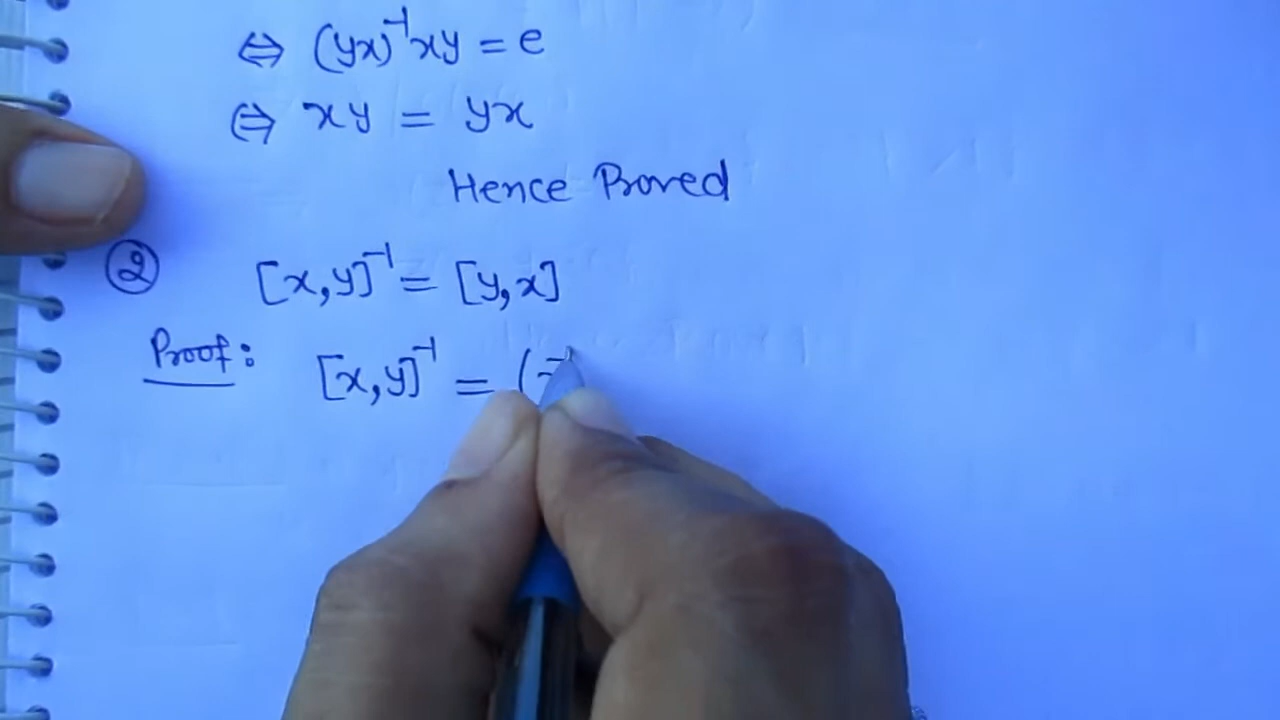 ⇔ (yx)⁻¹xy = e
⇔ xy = yx
Hence Proved
② [x,y]⁻¹ = [y,x]
Proof: [x,y]⁻¹ = (